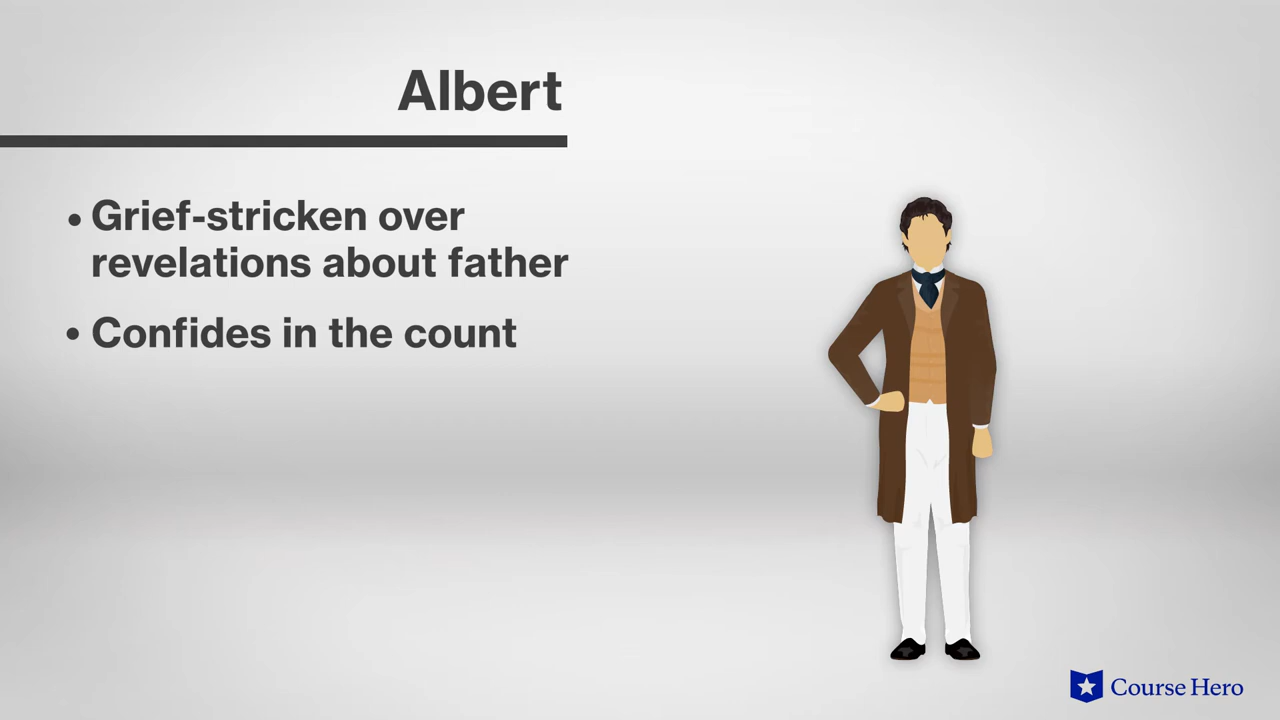 Albert
• Grief-stricken over
revelations about father
• Confides in the count
Course Hero